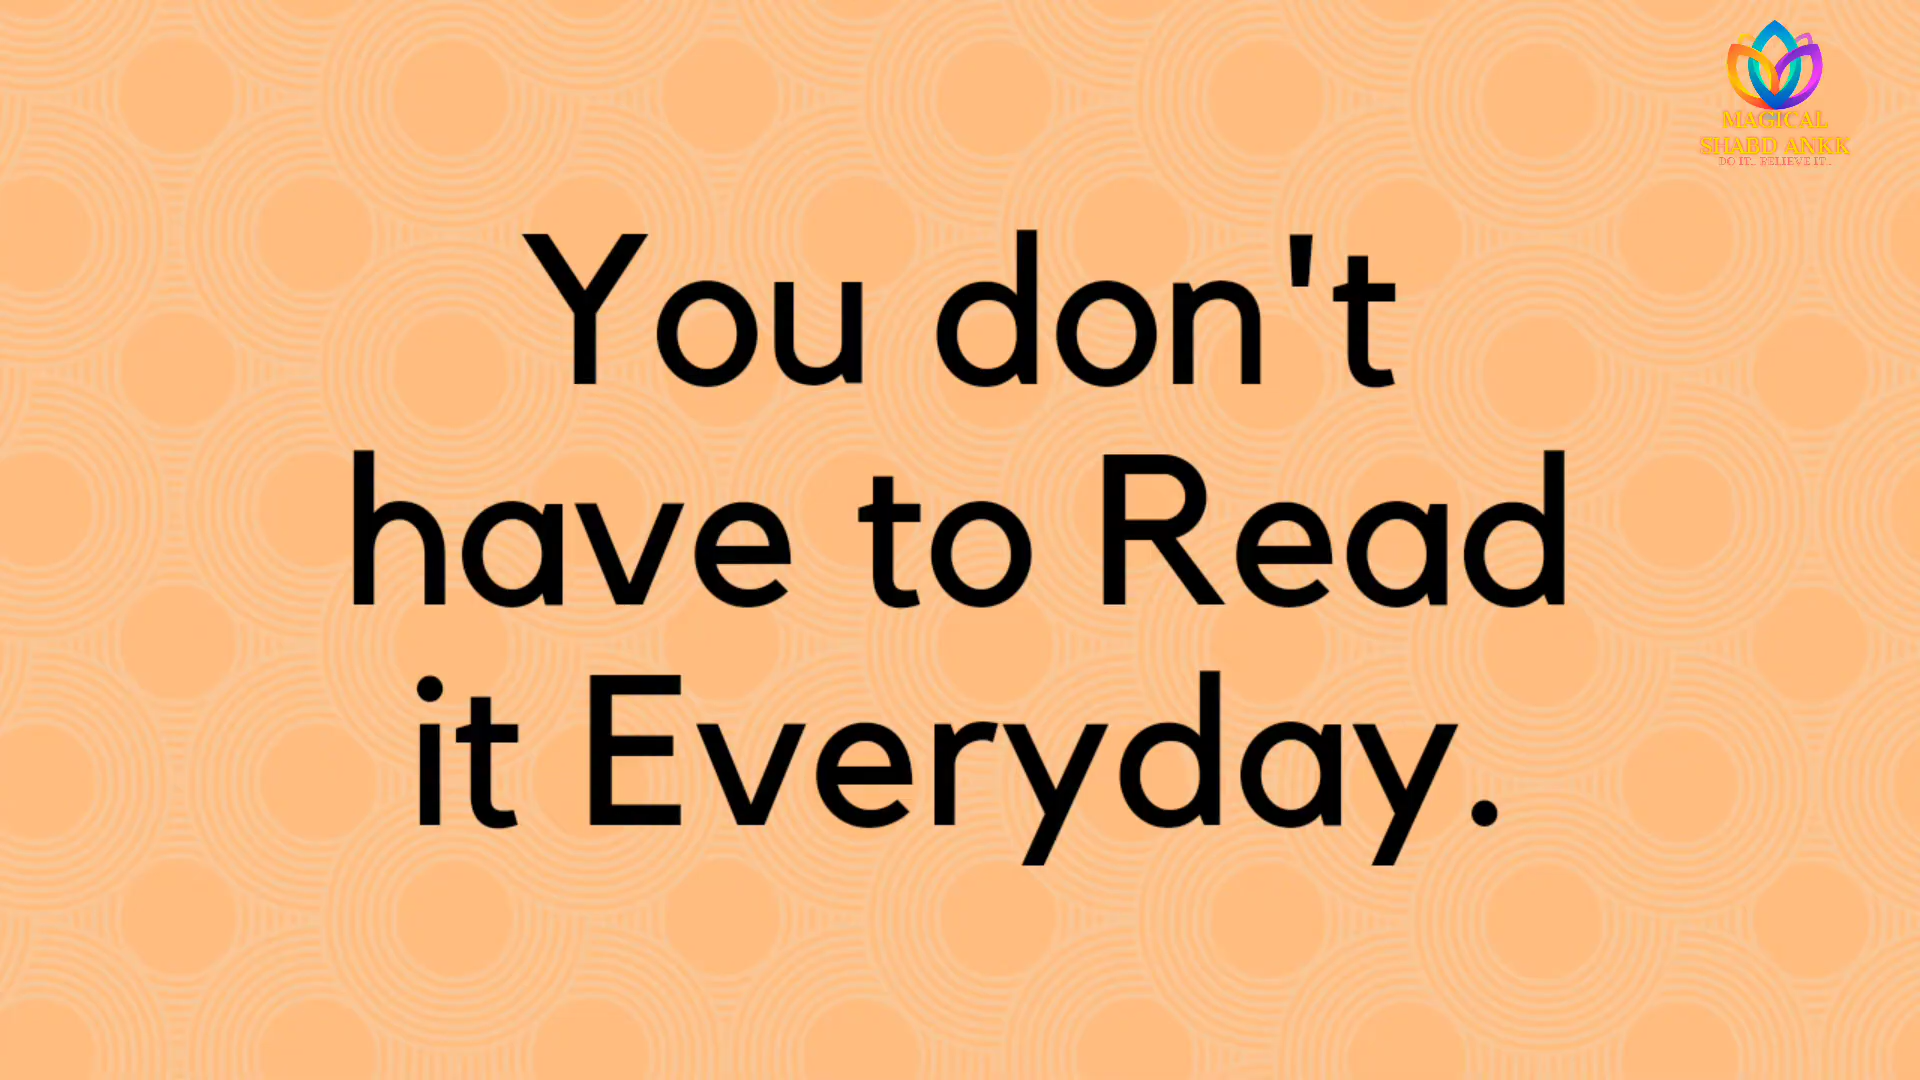 MAGICAL
SHABD ANKK
DO IT.. BELIEVE IT..
You don't
have to Read
it Everyday.